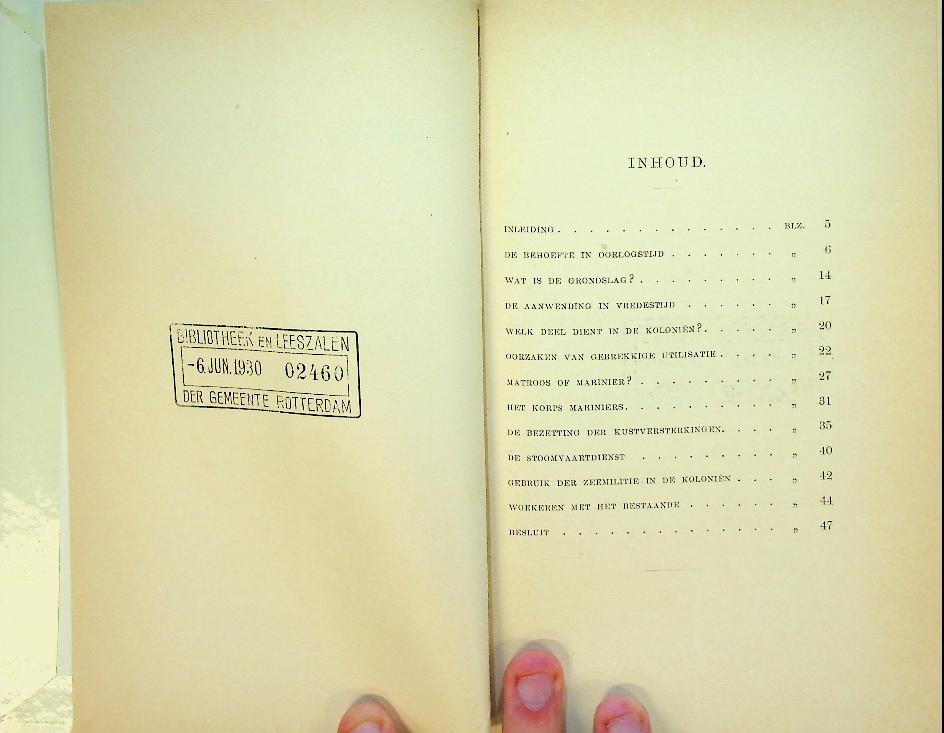 BIBLIOTHEEK EN LEESZALEN
-6.JUN.1930 02460
DER GEMEENTE ROTTERDAM
INHOUD.
INLEIDING . . . . . . . . . . . . . . BLZ. 5
DE BEHOEFTE IN OORLOGSTIJD . . . . . . . „ 6
WAT IS DE GRONDSLAG? . . . . . . . . . „ 14
DE AANWENDING IN VREDESTIJD . . . . . . „ 17
WELK DEEL DIENT IN DE KOLONIËN? . . . . . „ 20
OORZAKEN VAN GEBREKKIGE UTILISATIE . . . . „ 22
MATROOS OF MARINIER? . . . . . . . . . „ 27
HET KORPS MARINIERS. . . . . . . . . . „ 31
DE BEZETTING DER KUSTVERSTERKINGEN. . . . „ 35
DE STOOMVAARTDIENST . . . . . . . . . „ 40
GEBRUIK DER ZEEMILITIE IN DE KOLONIËN . . . „ 42
WOEKEREN MET HET BESTAANDE . . . . . . „ 44
BESLUIT . . . . . . . . . . . . . . „ 47